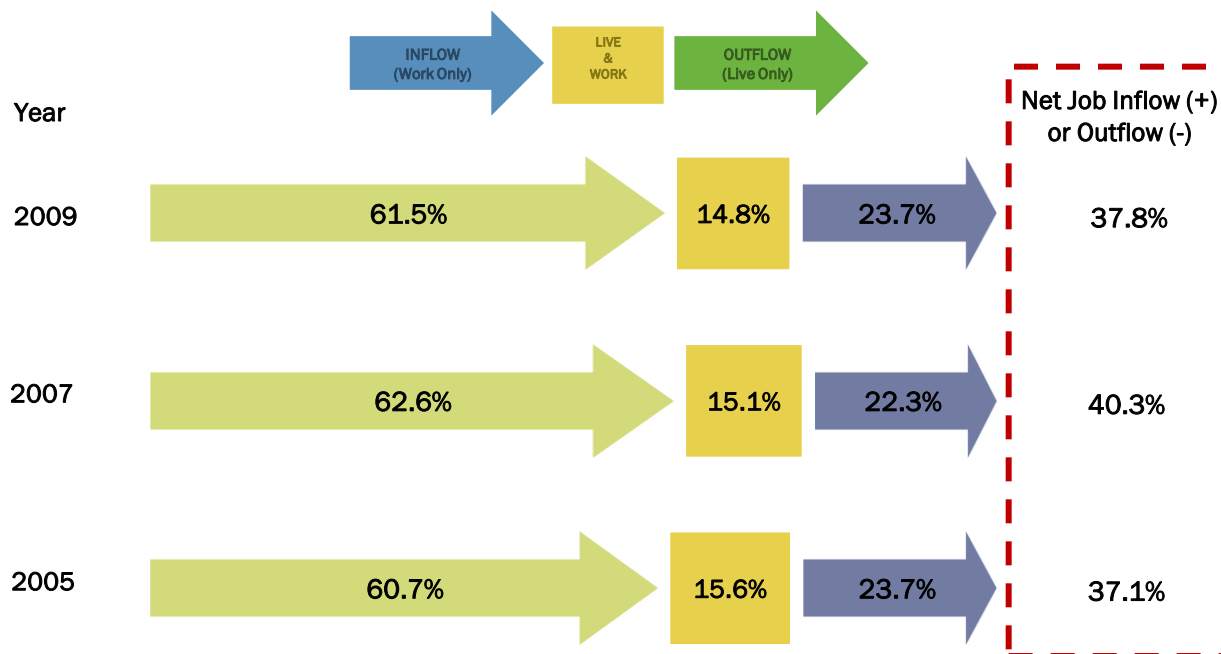 INFLOW
(Work Only)
LIVE
&
WORK
OUTFLOW
(Live Only)
Year
Net Job Inflow (+)
or Outflow (-)
2009
61.5%
14.8%
23.7%
37.8%
2007
62.6%
15.1%
22.3%
40.3%
2005
60.7%
15.6%
23.7%
37.1%